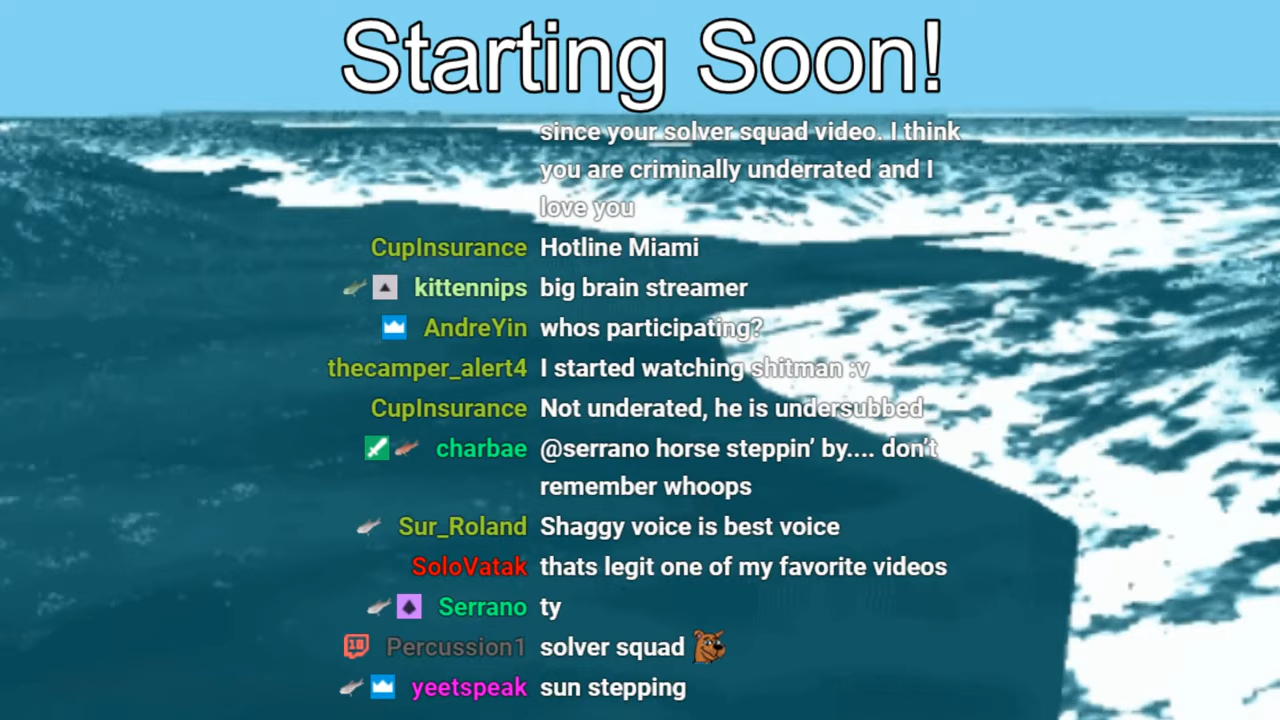 Starting Soon!
since your solver squad video. I think
you are criminally underrated and I
love you
CupInsurance Hotline Miami
kittennips big brain streamer
AndreYin whos participating?
thecamper_alert4 I started watching shitman :v
CupInsurance Not underated, he is undersubbed
charbae @serrano horse steppin’ by.... don’t
remember whoops
Sur_Roland Shaggy voice is best voice
SoloVatak thats legit one of my favorite videos
Serrano ty
10 Percussion1 solver squad
yeetspeak sun stepping